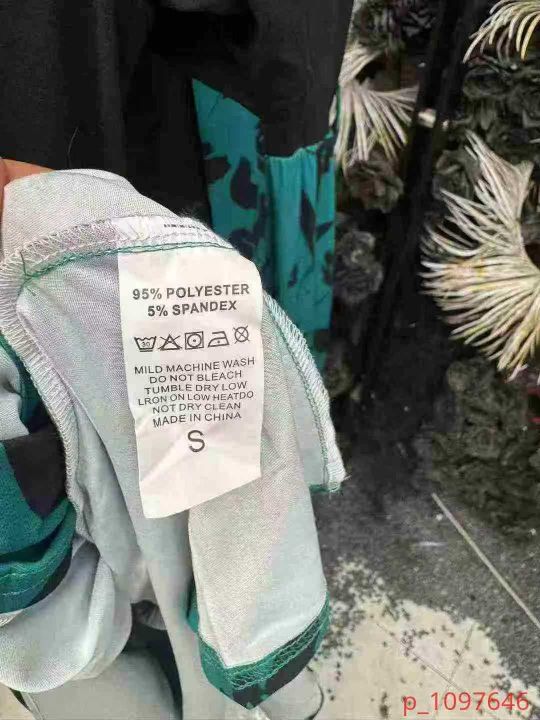 95% POLYESTER
5% SPANDEX
30
MILD MACHINE WASH
DO NOT BLEACH
TUMBLE DRY LOW
LRON ON LOW HEATDO
NOT DRY CLEAN
MADE IN CHINA
S
p_1097646